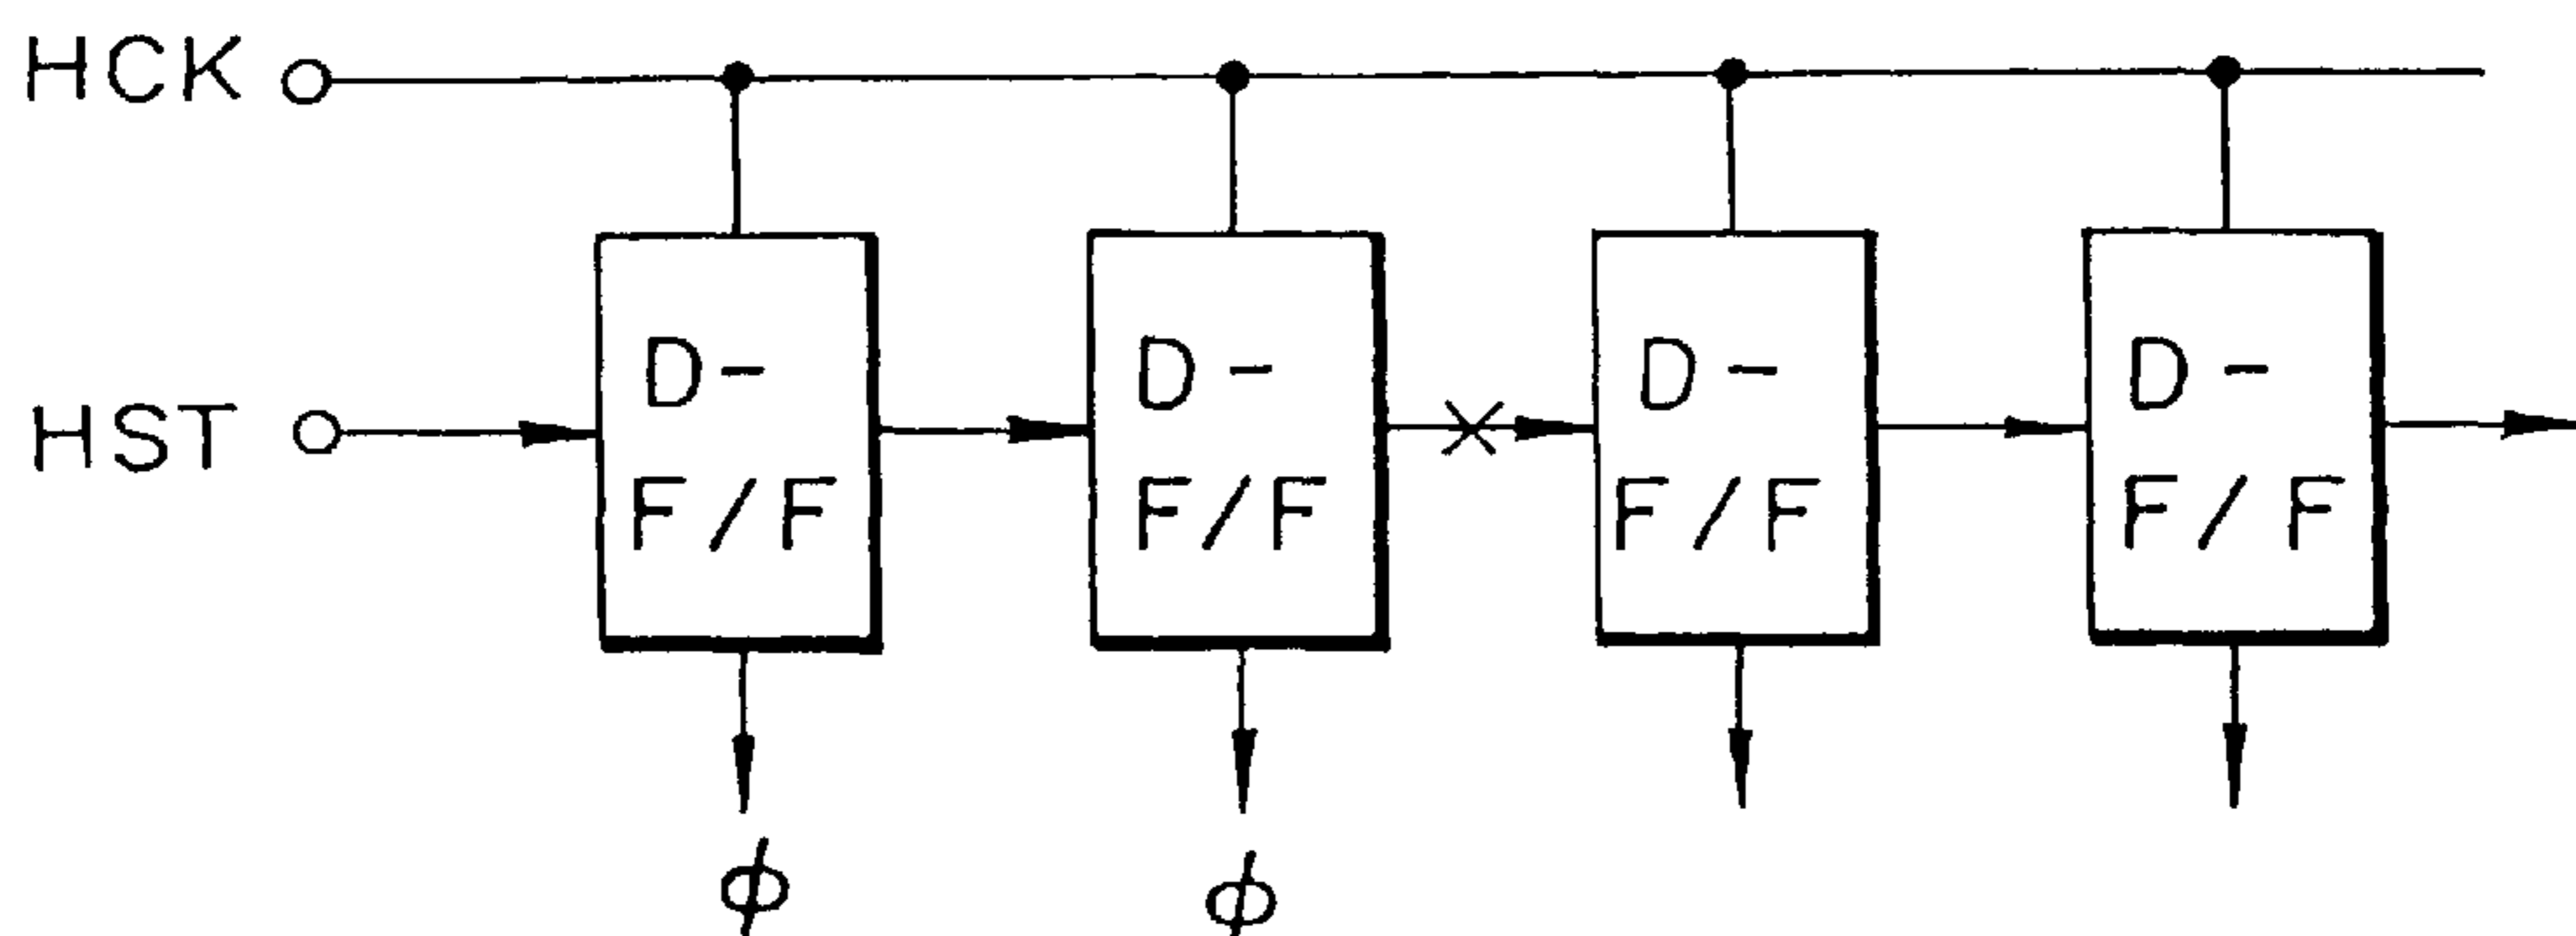 HCK
HST
D- D- D- D-
F/F F/F F/F F/F
ϕ ϕ